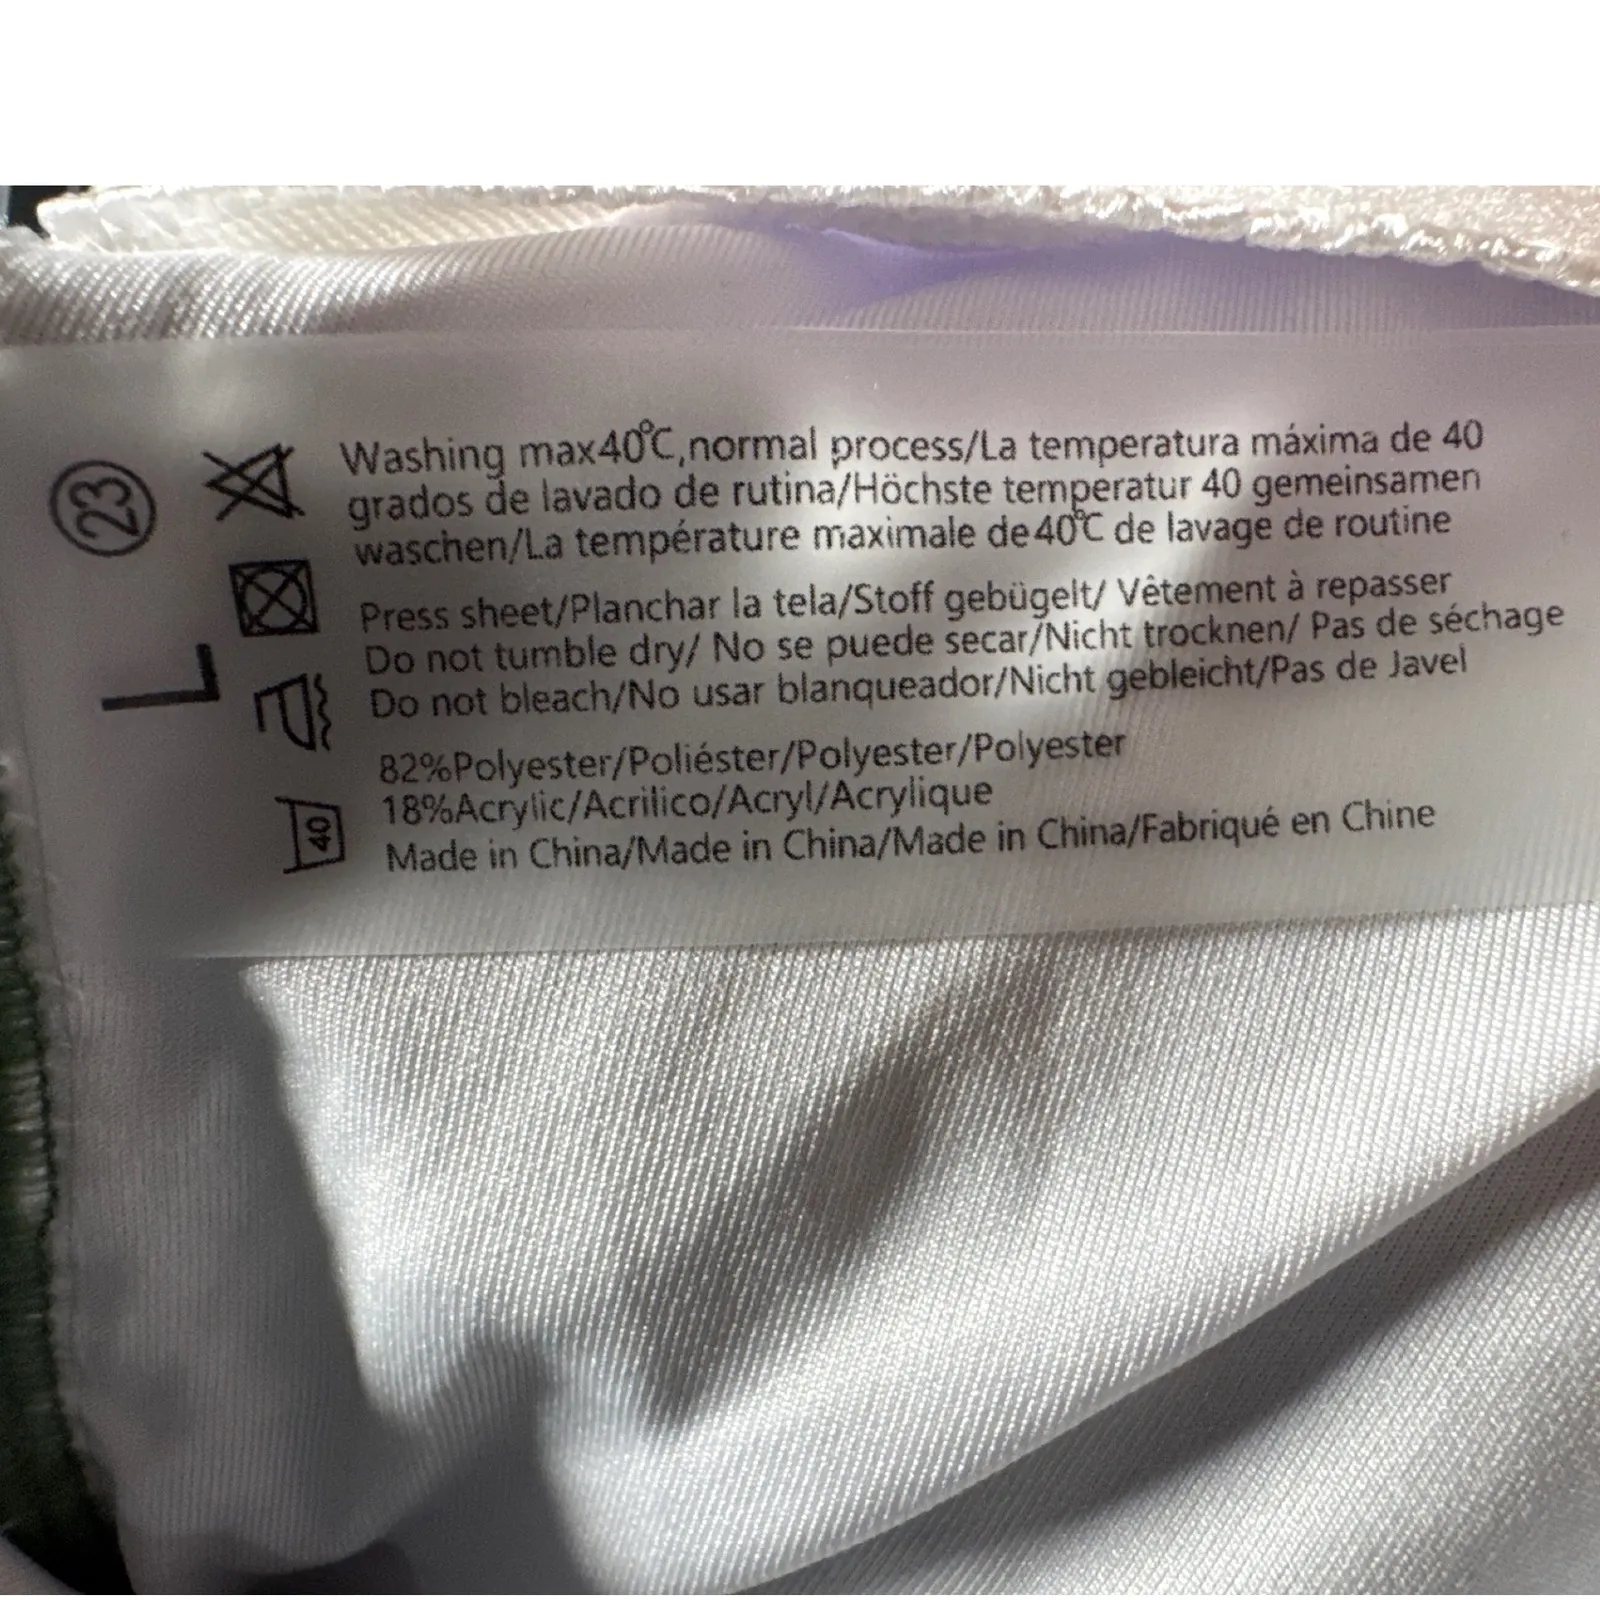 23
L
40
Washing max40℃,normal process/La temperatura máxima de 40
grados de lavado de rutina/Höchste temperatur 40 gemeinsamen
waschen/La température maximale de40℃ de lavage de routine
Press sheet/Planchar la tela/Stoff gebügelt/ Vêtement à repasser
Do not tumble dry/ No se puede secar/Nicht trocknen/ Pas de séchage
Do not bleach/No usar blanqueador/Nicht gebleicht/Pas de Javel
82%Polyester/Poliéster/Polyester/Polyester
18%Acrylic/Acrilico/Acryl/Acrylique
Made in China/Made in China/Made in China/Fabriqué en Chine